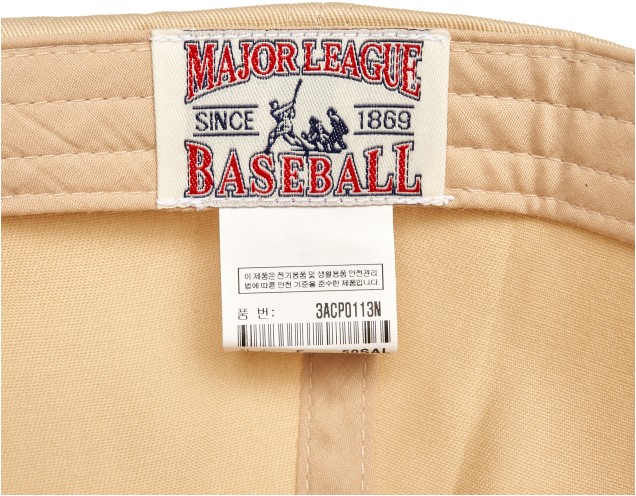 MAJOR LEAGUE
SINCE 1869
BASEBALL
이 제품은 전기용품 및 생활용품 안전관리
법에 따른 안전 기준을 준수한 제품입니다.
품 번: 3ACP0113N
50SAL